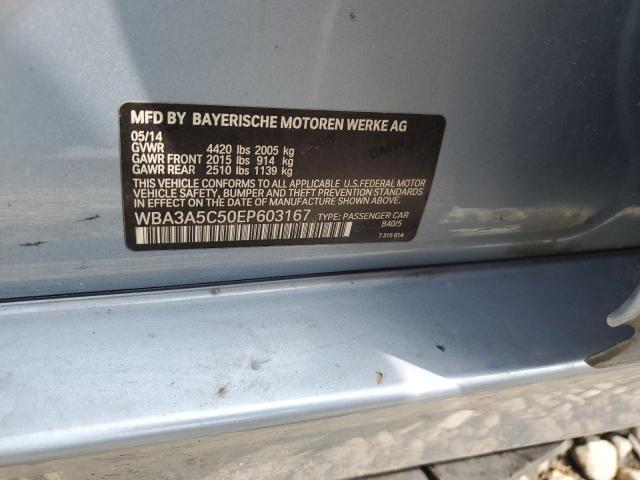 MFD BY BAYERISCHE MOTOREN WERKE AG
05/14
GVWR 4420 lbs 2005 kg
GAWR FRONT 2015 lbs 914 kg
GAWR REAR 2510 lbs 1139 kg
THIS VEHICLE CONFORMS TO ALL APPLICABLE U.S.FEDERAL MOTOR
VEHICLE SAFETY, BUMPER AND THEFT PREVENTION STANDARDS
IN EFFECT ON THE DATE OF MANUFACTURE SHOWN ABOVE.
WBA3A5C50EP603167 TYPE: PASSENGER CAR
B40/5
7 315 614